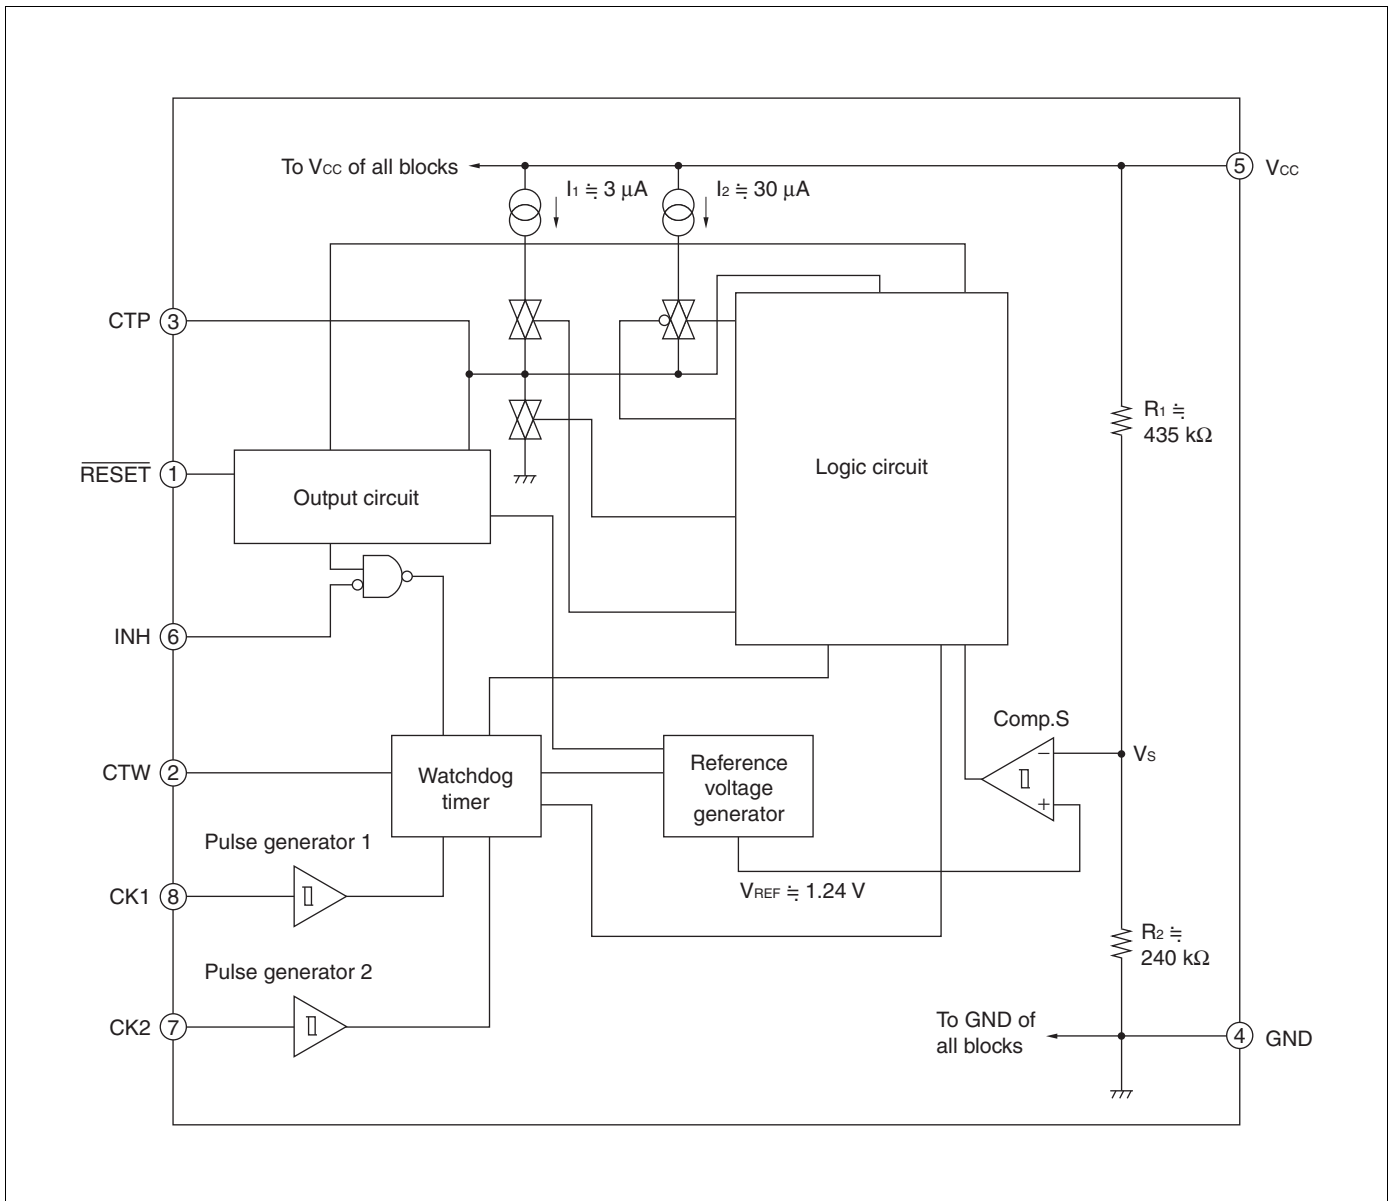 To VCC of all blocks
5 VCC
I1 ≒ 3 μA
I2 ≒ 30 μA
CTP 3
R1 ≒
435 kΩ
RESET 1
Logic circuit
Output circuit
INH 6
Comp.S
− VS
Reference
voltage
generator
Watchdog
timer
CTW 2
+
Pulse generator 1
CK1 8
VREF ≒ 1.24 V
R2 ≒
240 kΩ
Pulse generator 2
CK2 7
To GND of
all blocks
4 GND